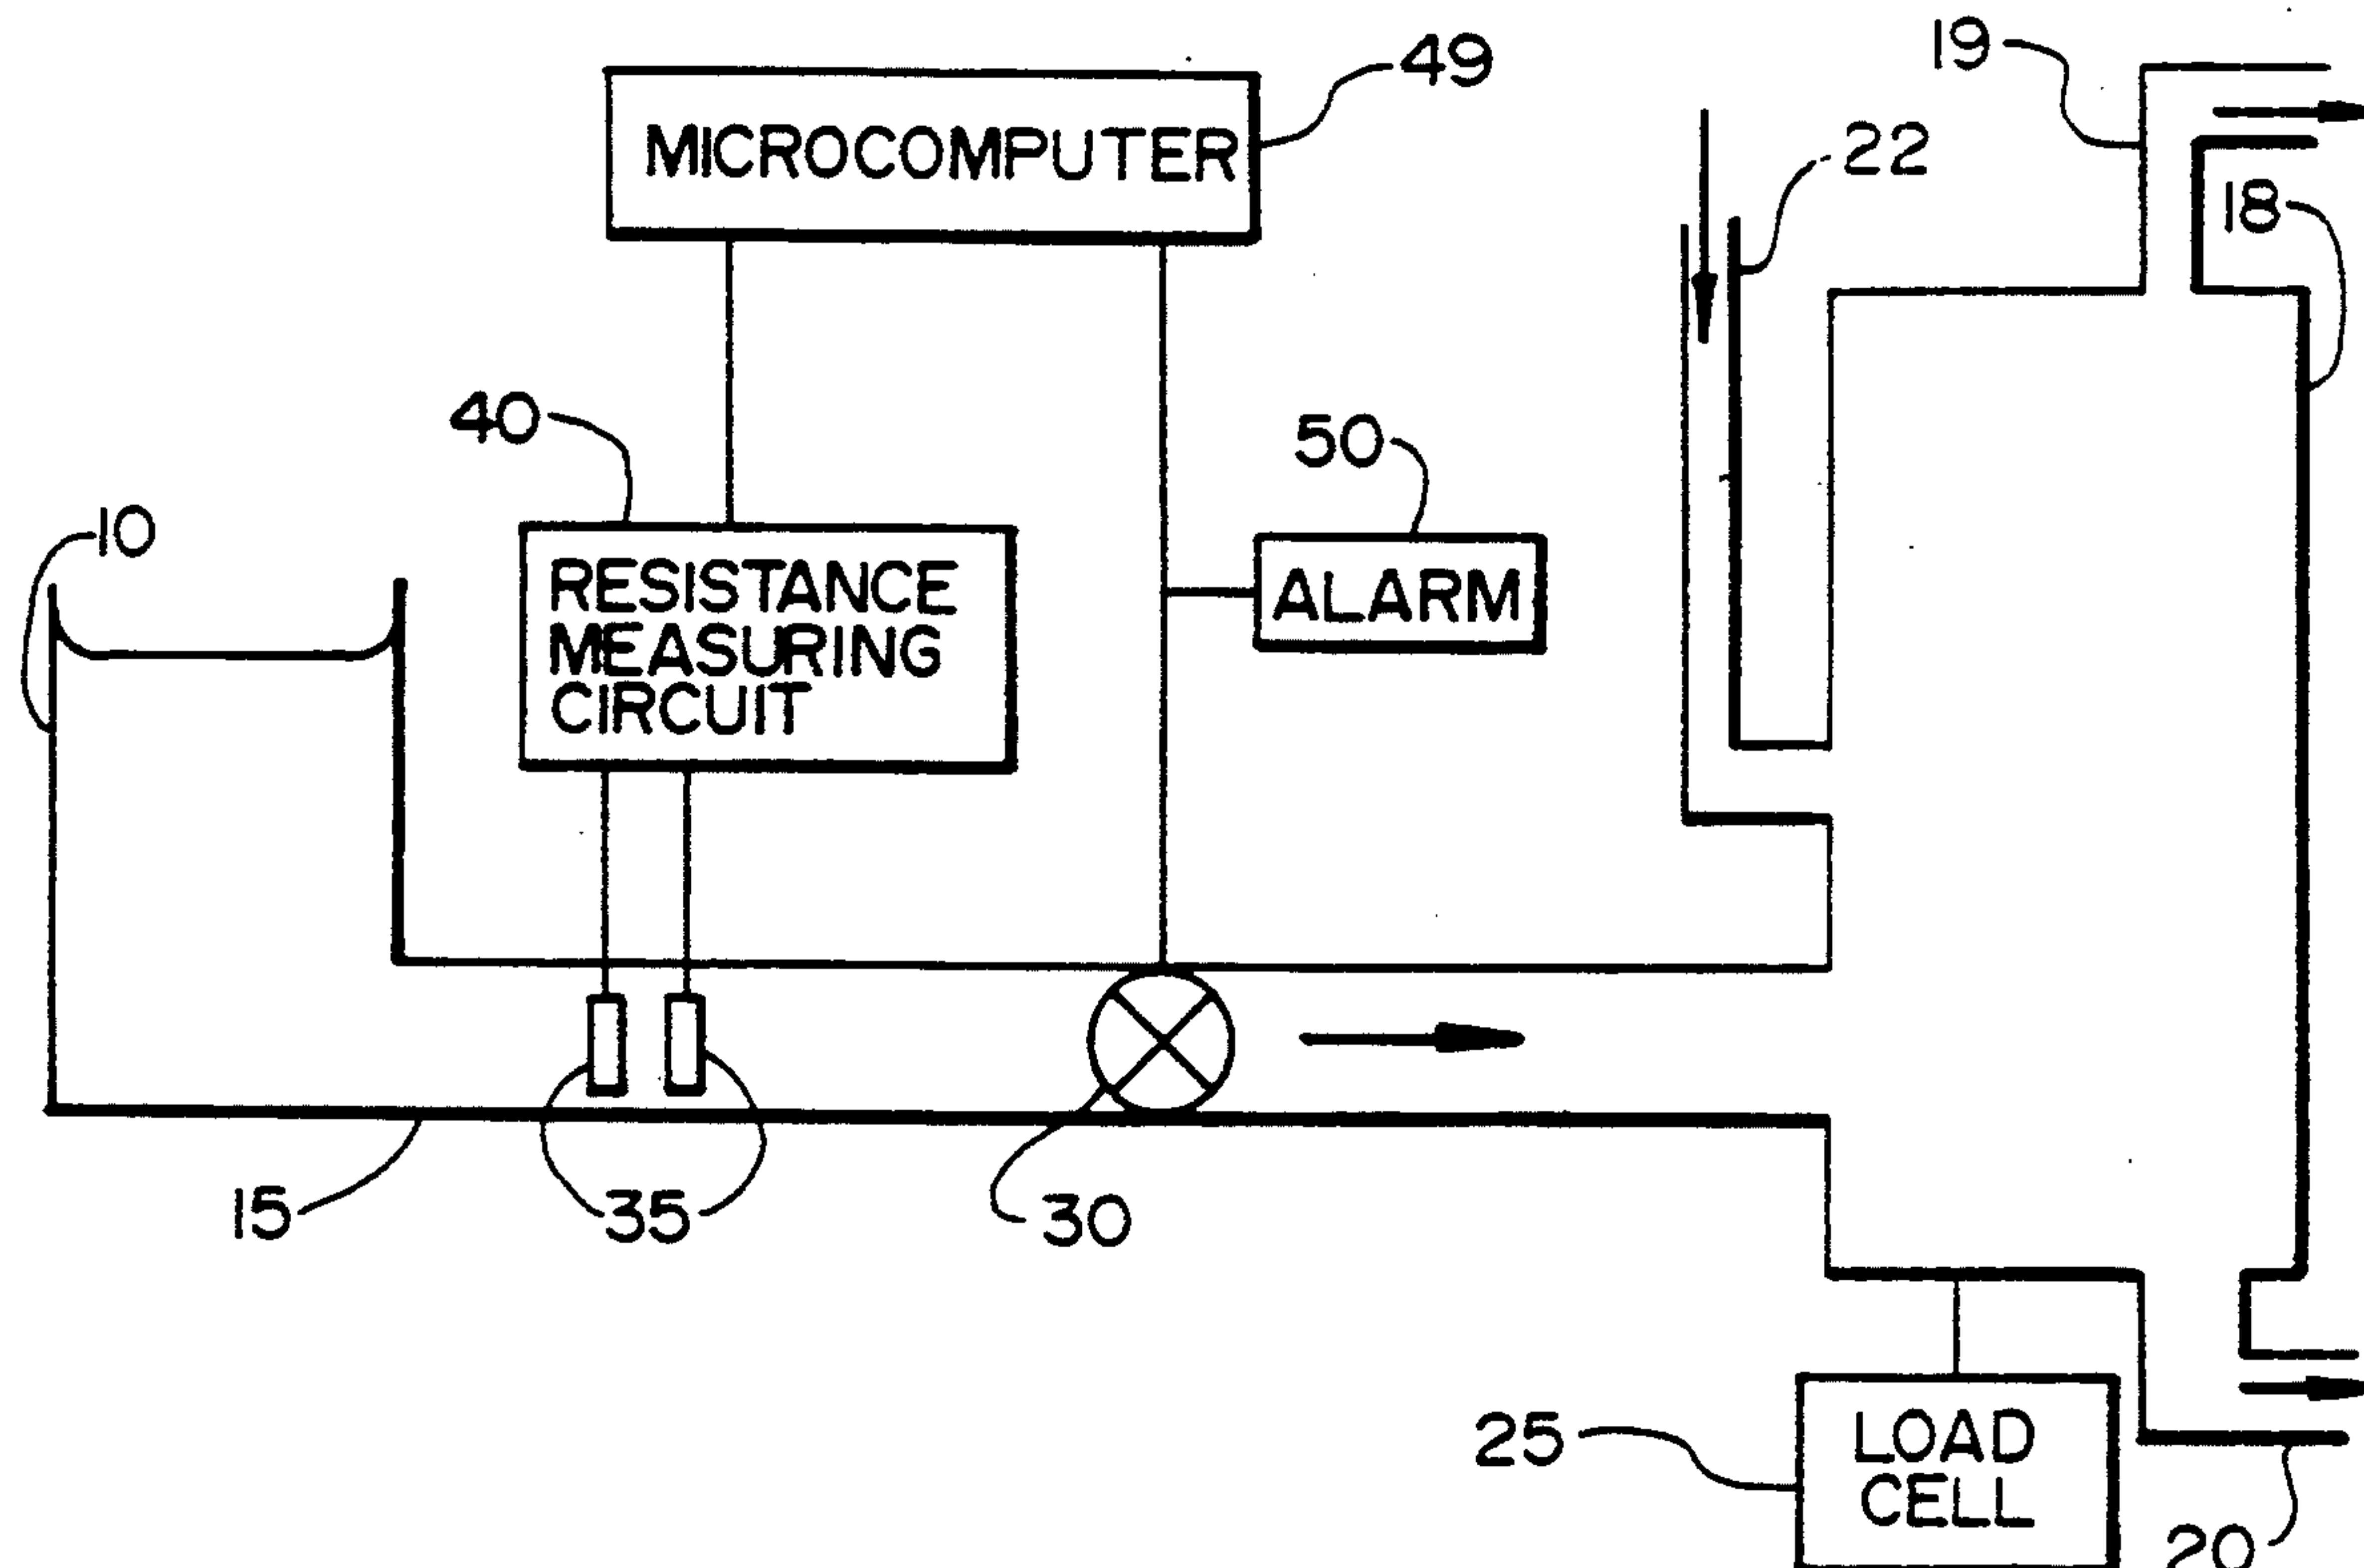 49
19
MICROCOMPUTER
22
18
40
50
10
RESISTANCE
MEASURING
CIRCUIT
ALARM
15
35
30
25
LOAD
CELL
20